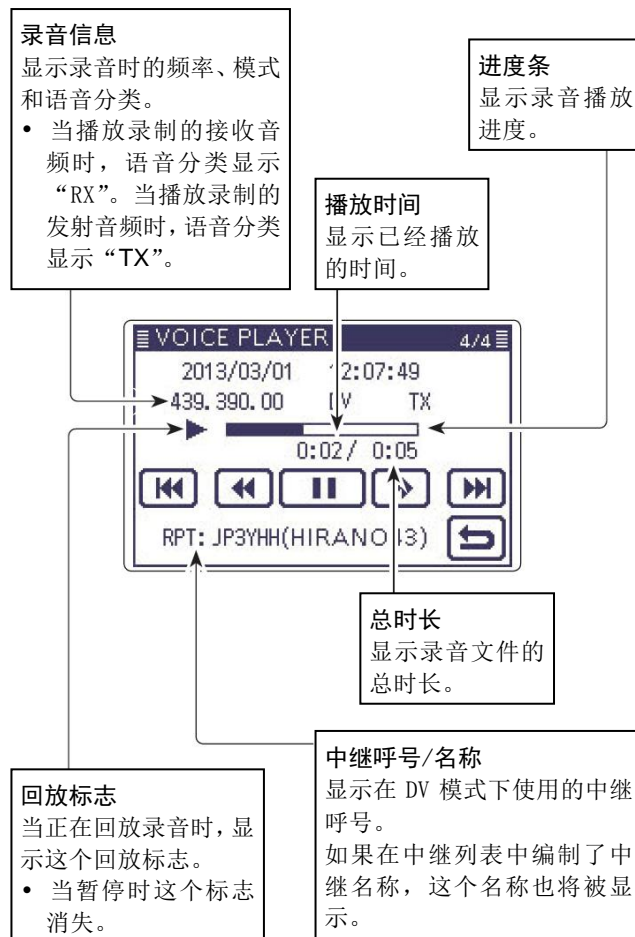 录音信息
显示录音时的频率、模式
和语音分类。
• 当播放录制的接收音
频时，语音分类显示
“RX”。当播放录制的
发射音频时，语音分类
显示“TX”。
进度条
显示录音播放
进度。
播放时间
显示已经播放
的时间。
VOICE PLAYER 4/4
2013/03/01 12:07:49
439.390.00 DV TX
0:02/ 0:05
RPT: JP3YHH(HIRANO43)
总时长
显示录音文件的
总时长。
回放标志
当正在回放录音时，显
示这个回放标志。
• 当暂停时这个标志
消失。
中继呼号/名称
显示在 DV 模式下使用的中继
呼号。
如果在中继列表中编制了中
继名称，这个名称也将被显
示。